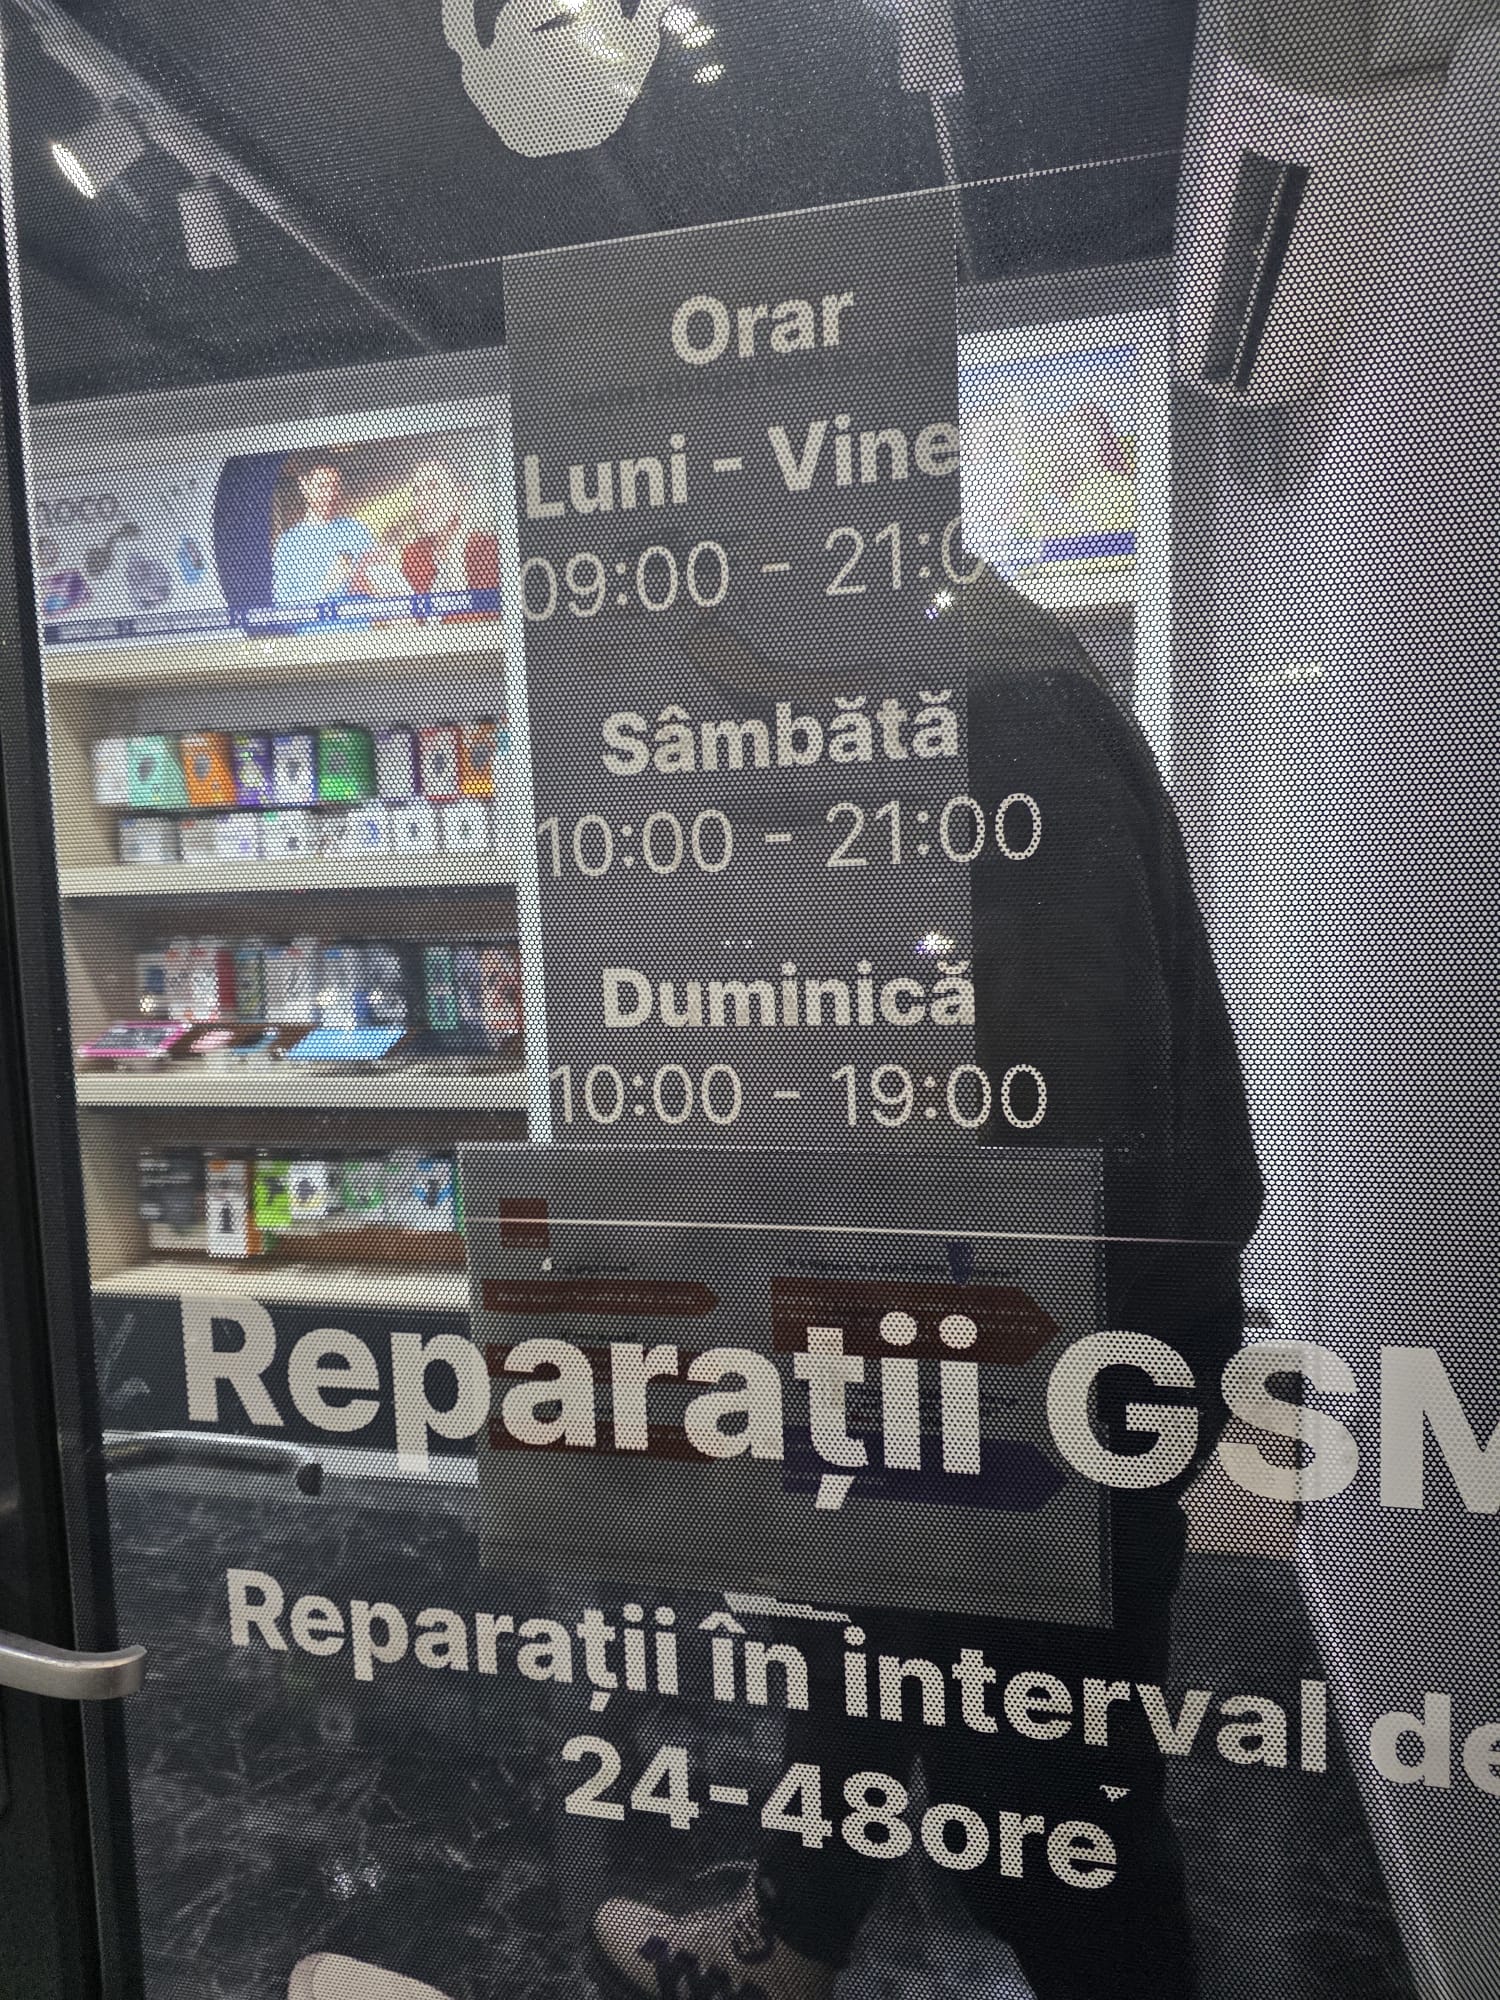 Orar
Luni - Vine
09:00 - 21:0
Sâmbătă
10:00 - 21:00
Duminică
10:00 - 19:00
Reparații GSM
Reparații în interval de
24-48ore